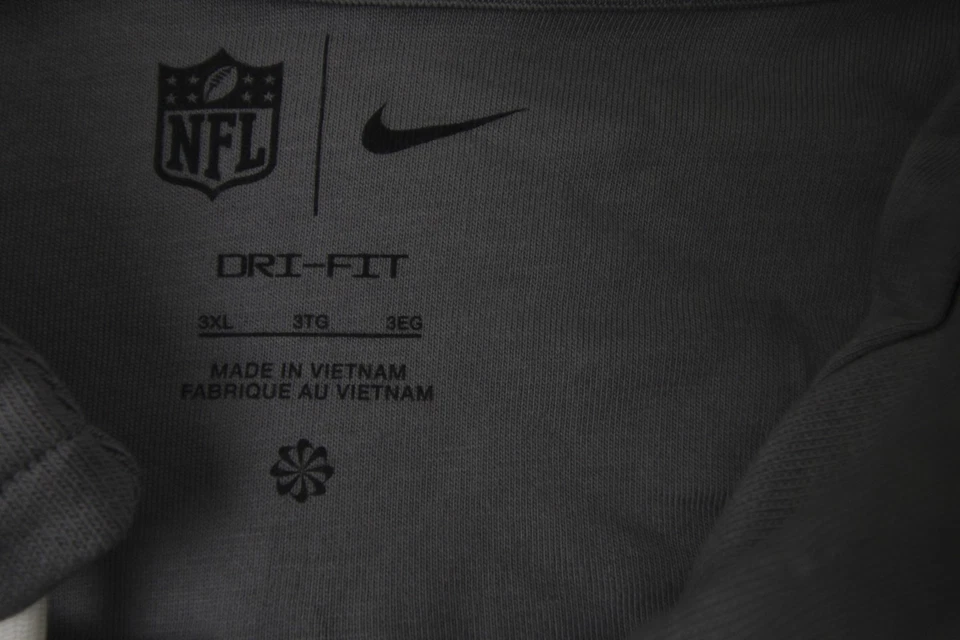 NFL
DRI-FIT
3XL 3TG 3EG
MADE IN VIETNAM
FABRIQUE AU VIETNAM